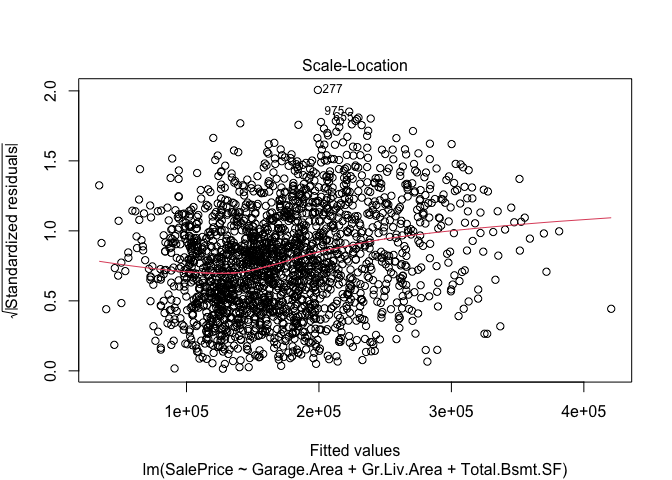 Scale-Location
277
975
2.0
1.5
1.0
0.5
0.0
√|Standardized residuals|
1e+05 2e+05 3e+05 4e+05
Fitted values
lm(SalePrice ~ Garage.Area + Gr.Liv.Area + Total.Bsmt.SF)